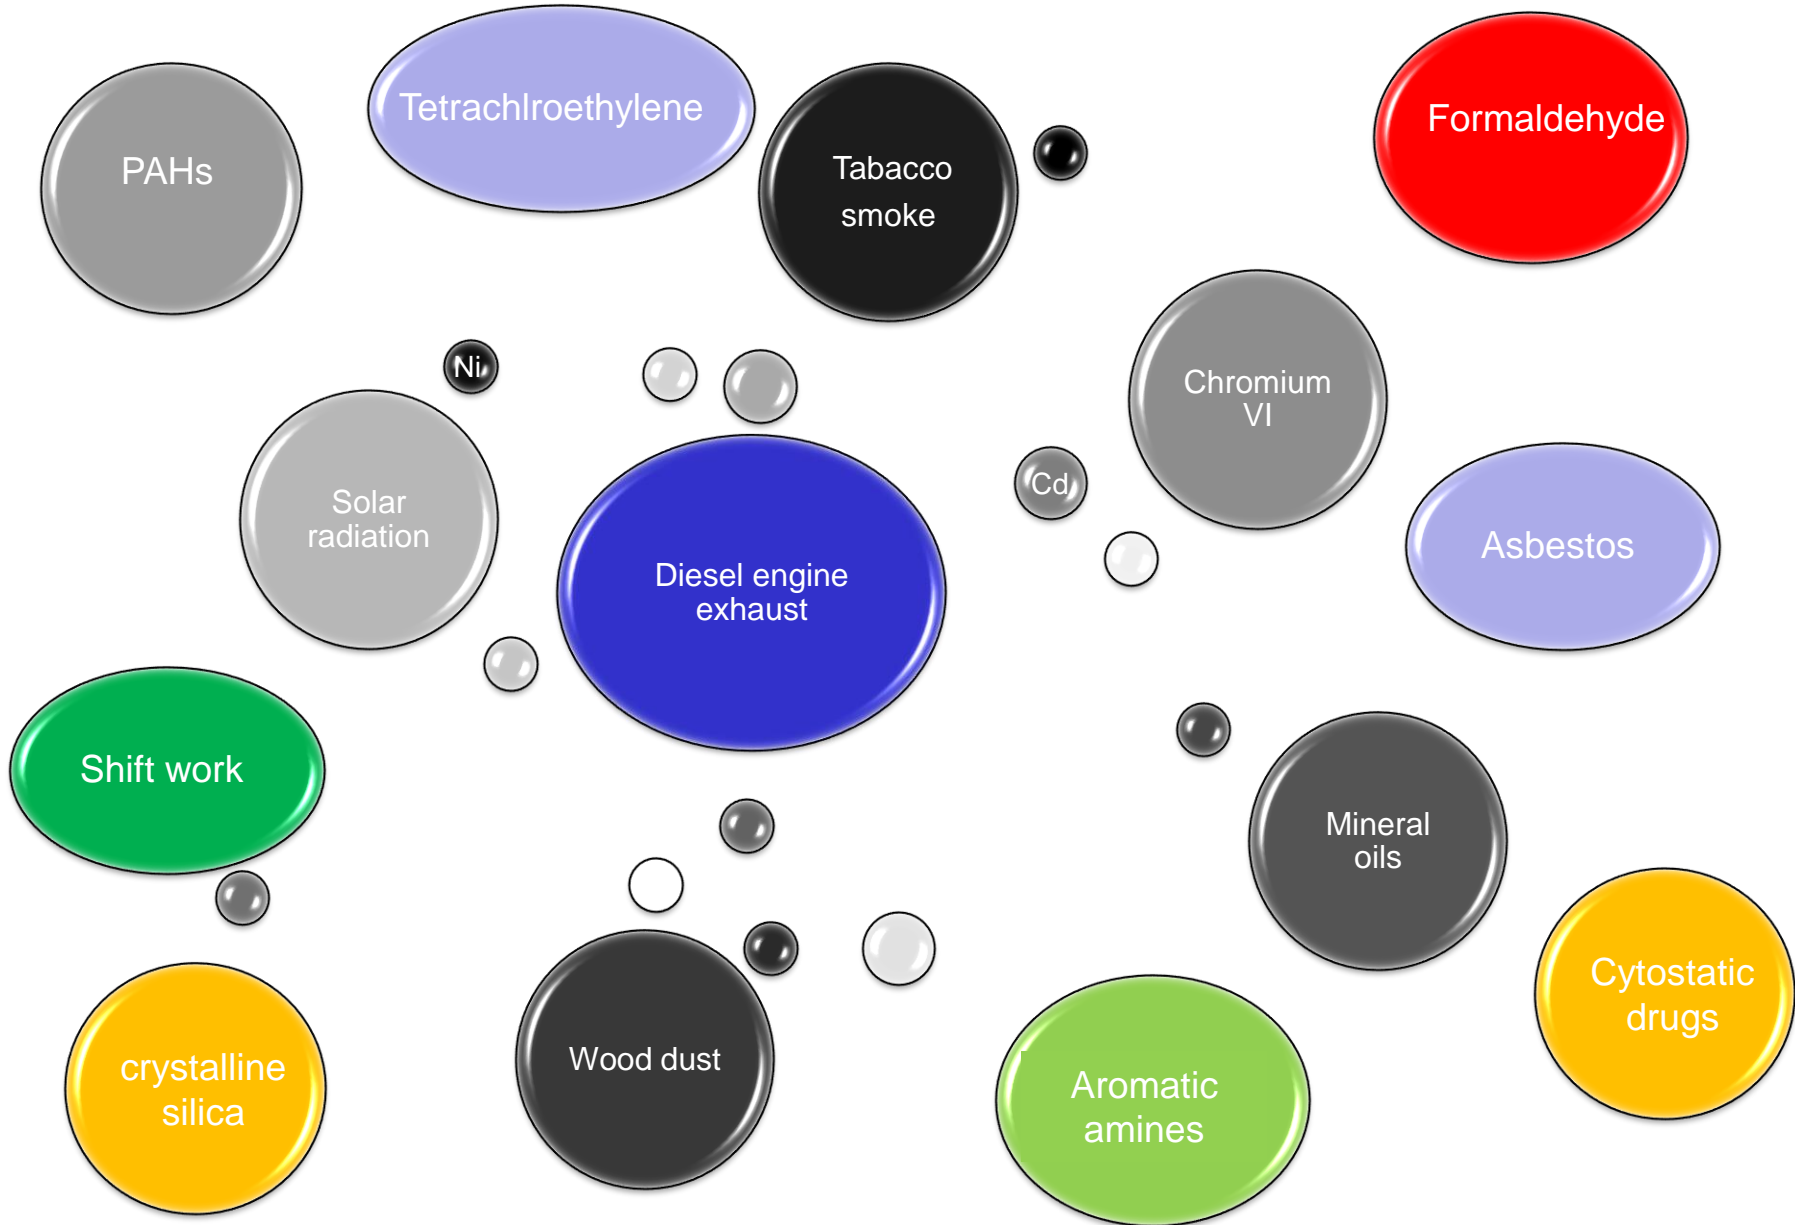 PAHs
Tetrachlroethylene
Tabacco
smoke
Formaldehyde
Ni
Chromium
VI
Solar
radiation
Cd
Diesel engine
exhaust
Asbestos
Shift work
Mineral
oils
Cytostatic
drugs
crystalline
silica
Wood dust
Aromatic
amines